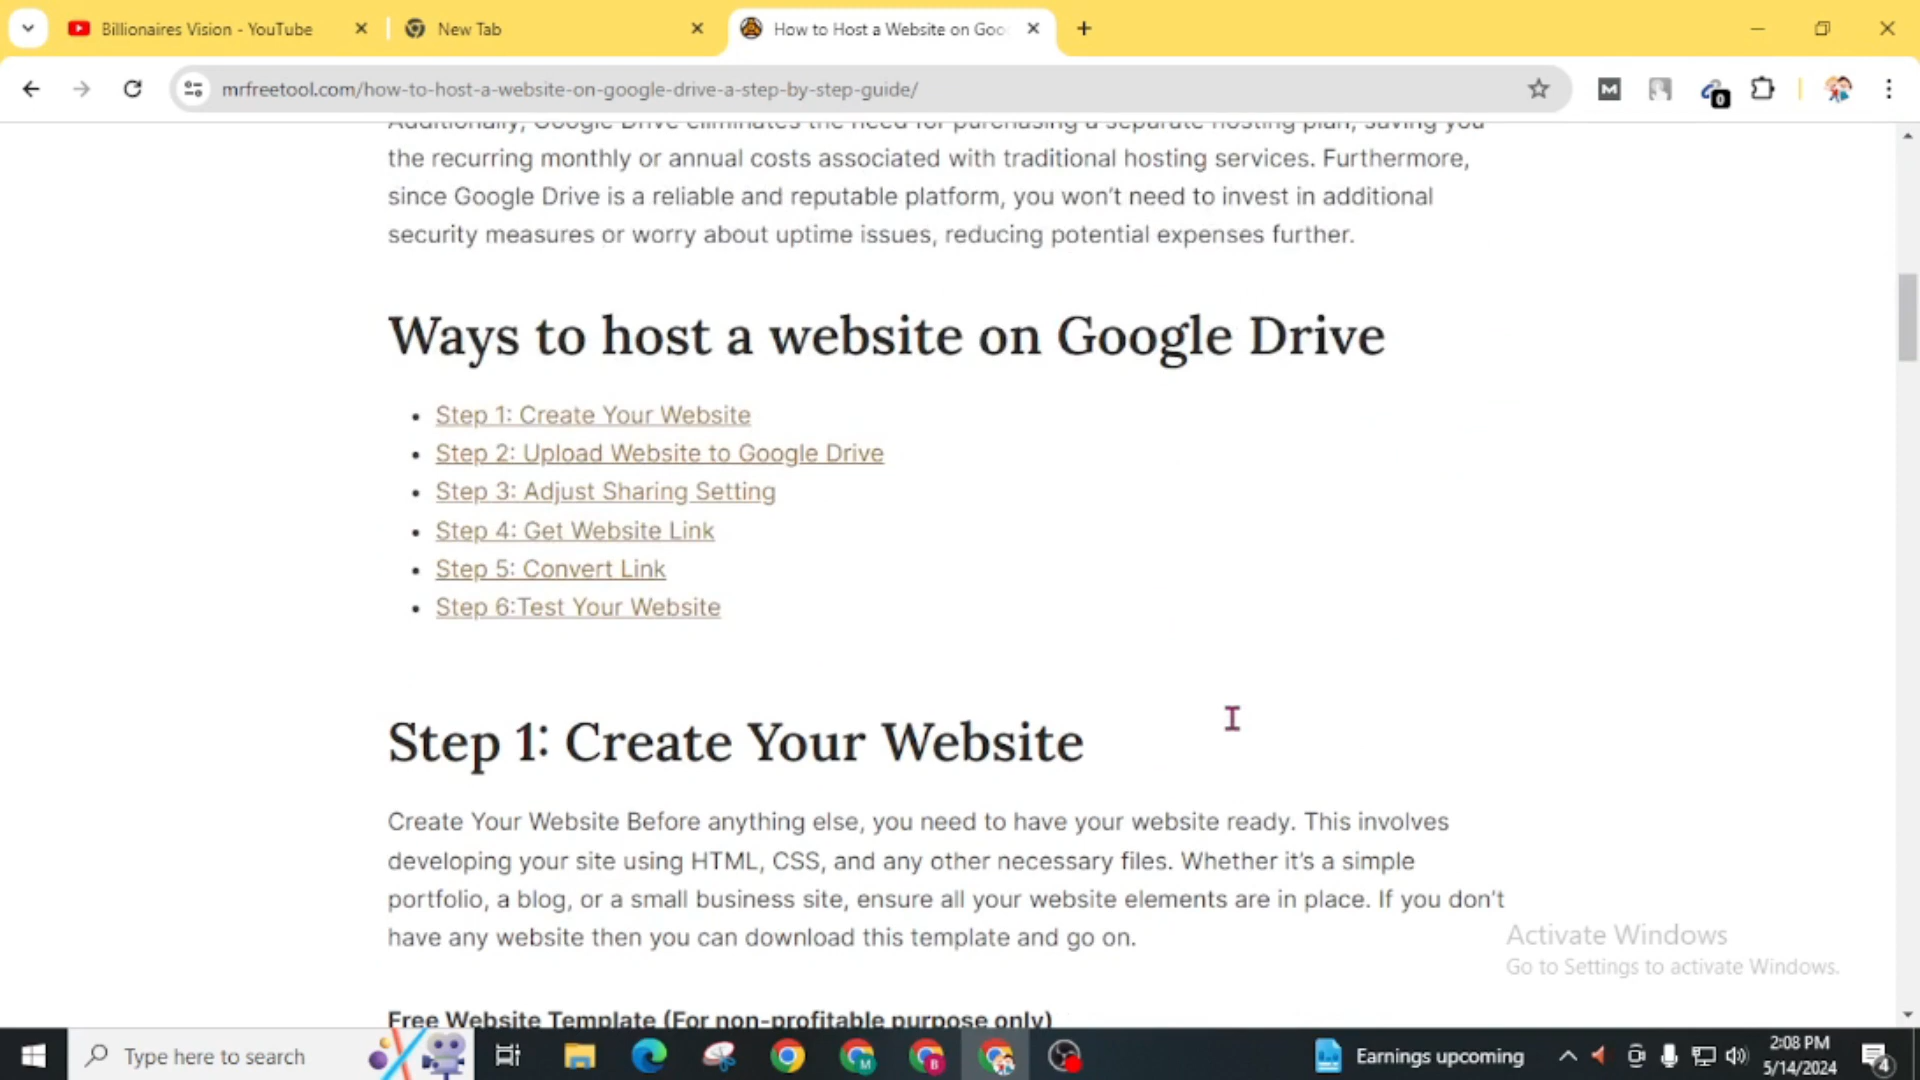 Billionaires Vision - YouTube
New Tab
How to Host a Website on Goo
mrfreetool.com/how-to-host-a-website-on-google-drive-a-step-by-step-guide/
M
0
Additionally, Google Drive eliminates the need for purchasing a separate hosting plan, saving you
the recurring monthly or annual costs associated with traditional hosting services. Furthermore,
since Google Drive is a reliable and reputable platform, you won't need to invest in additional
security measures or worry about uptime issues, reducing potential expenses further.
Ways to host a website on Google Drive
• Step 1: Create Your Website
• Step 2: Upload Website to Google Drive
• Step 3: Adjust Sharing Setting
• Step 4: Get Website Link
• Step 5: Convert Link
• Step 6:Test Your Website
Step 1: Create Your Website
Create Your Website Before anything else, you need to have your website ready. This involves
developing your site using HTML, CSS, and any other necessary files. Whether it's a simple
portfolio, a blog, or a small business site, ensure all your website elements are in place. If you don't
have any website then you can download this template and go on.
Free Website Template (For non-profitable purpose only)
Activate Windows
Go to Settings to activate Windows.
Type here to search
M
B
Earnings upcoming
2:08 PM
5/14/2024
4